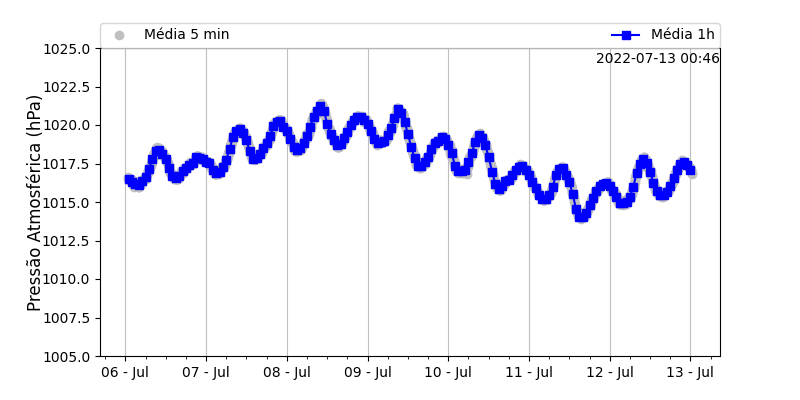 Média 5 min
Média 1h
2022-07-13 00:46
Pressão Atmosférica (hPa)
1025.0
1022.5
1020.0
1017.5
1015.0
1012.5
1010.0
1007.5
1005.0
06 - Jul
07 - Jul
08 - Jul
09 - Jul
10 - Jul
11 - Jul
12 - Jul
13 - Jul